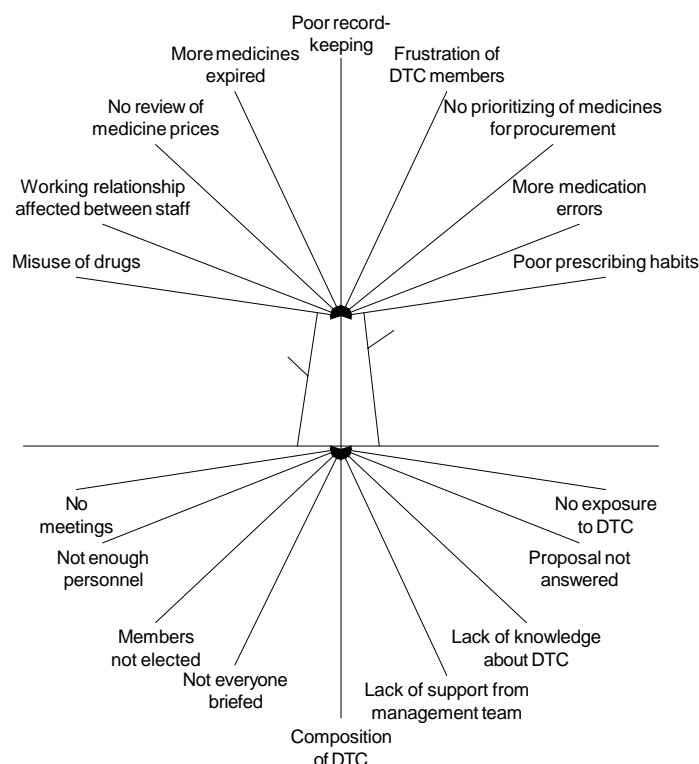 Poor record-
keeping
More medicines
expired
Frustration of
DTC members
No review of
medicine prices
No prioritizing of medicines
for procurement
Working relationship
affected between staff
More medication
errors
Misuse of drugs
Poor prescribing habits
No
meetings
No exposure
to DTC
Not enough
personnel
Proposal not
answered
Members
not elected
Lack of knowledge
about DTC
Not everyone
briefed
Lack of support from
management team
Composition
of DTC